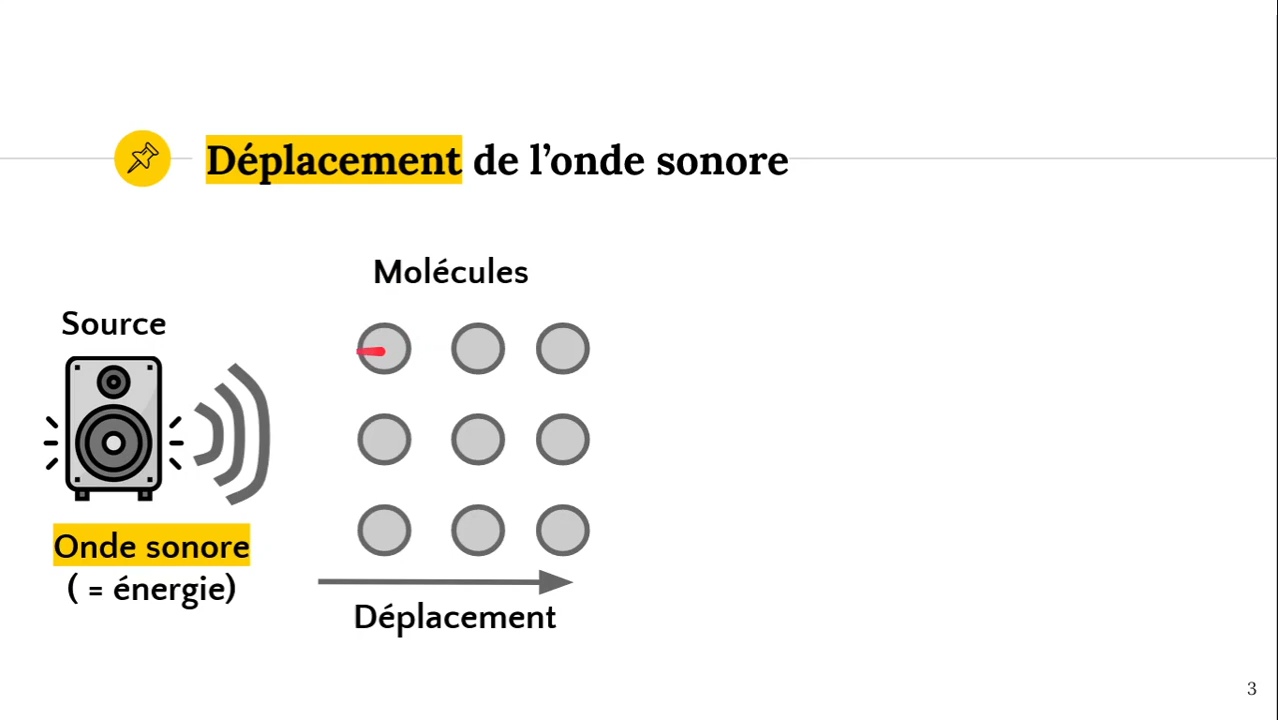 Déplacement de l’onde sonore
Molécules
Source
Onde sonore
( = énergie)
Déplacement
3